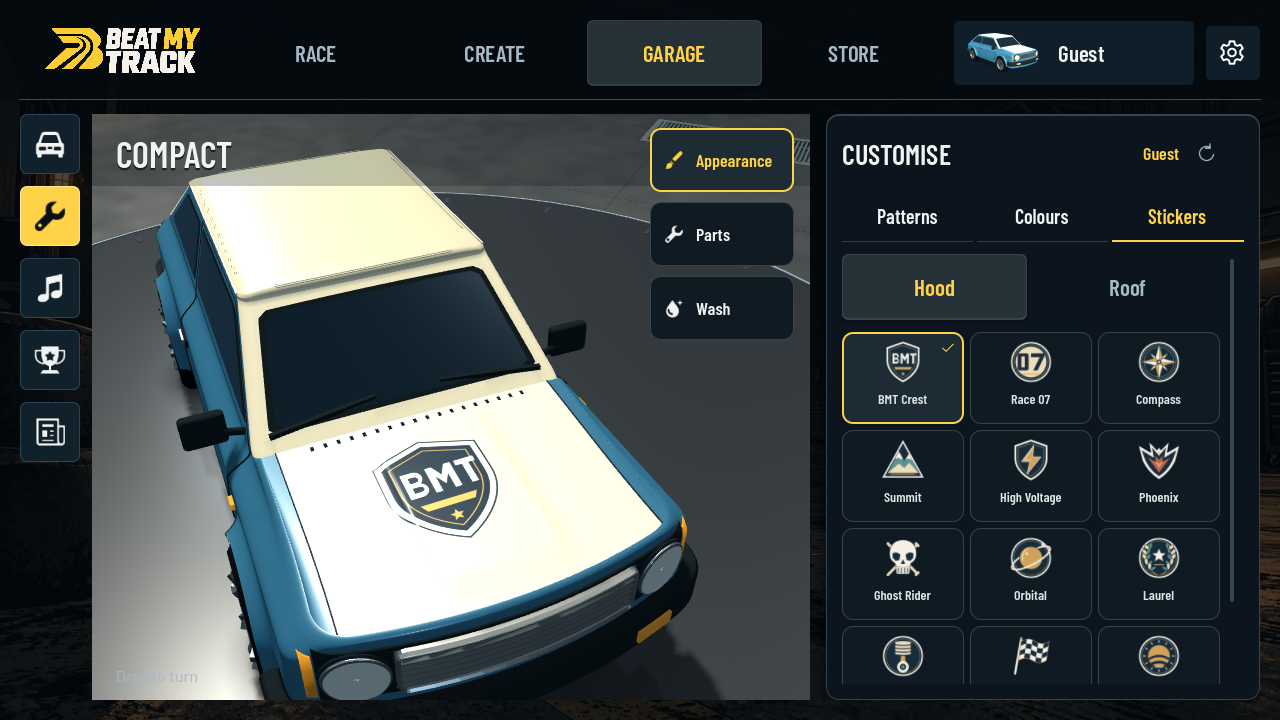 BEAT MY
TRACK
RACE
CREATE
GARAGE
STORE
Guest
COMPACT
Appearance
Parts
Wash
BMT
Drag to turn
CUSTOMISE
Guest
Patterns
Colours
Stickers
Hood
Roof
BMT
BMT Crest
07
Race 07
Compass
Summit
High Voltage
Phoenix
Ghost Rider
Orbital
Laurel